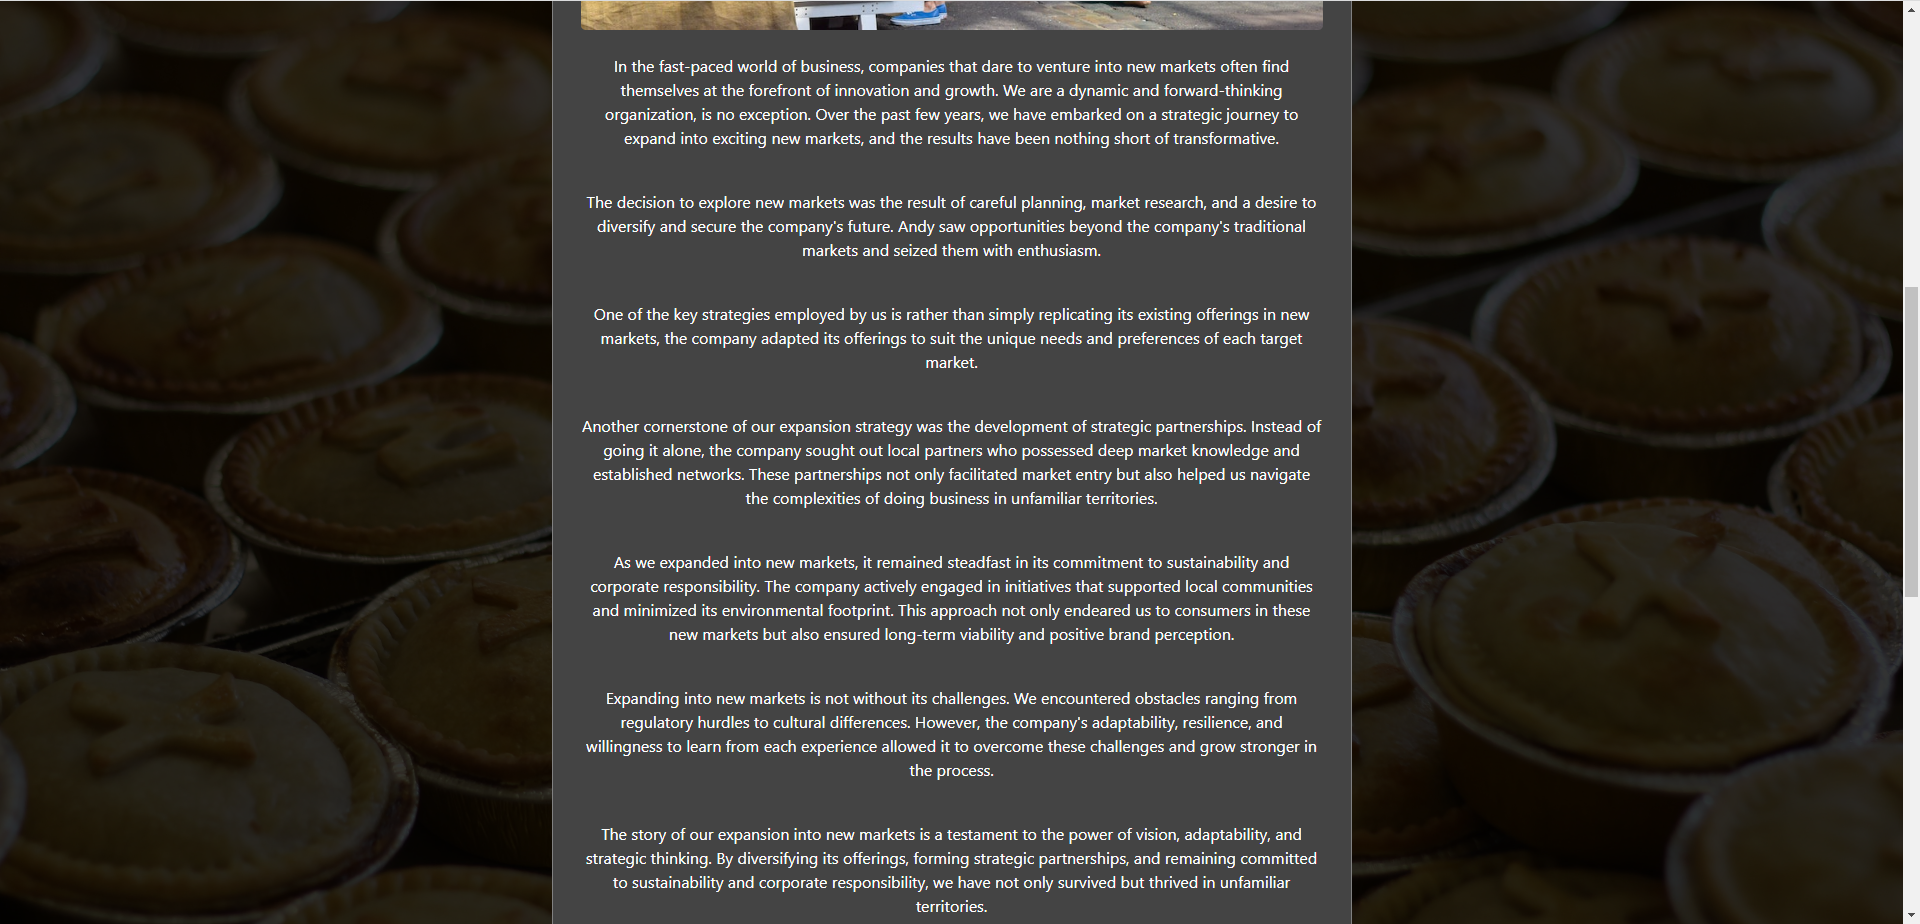 In the fast-paced world of business, companies that dare to venture into new markets often find
themselves at the forefront of innovation and growth. We are a dynamic and forward-thinking
organization, is no exception. Over the past few years, we have embarked on a strategic journey to
expand into exciting new markets, and the results have been nothing short of transformative.
The decision to explore new markets was the result of careful planning, market research, and a desire to
diversify and secure the company's future. Andy saw opportunities beyond the company's traditional
markets and seized them with enthusiasm.
One of the key strategies employed by us is rather than simply replicating its existing offerings in new
markets, the company adapted its offerings to suit the unique needs and preferences of each target
market.
Another cornerstone of our expansion strategy was the development of strategic partnerships. Instead of
going it alone, the company sought out local partners who possessed deep market knowledge and
established networks. These partnerships not only facilitated market entry but also helped us navigate
the complexities of doing business in unfamiliar territories.
As we expanded into new markets, it remained steadfast in its commitment to sustainability and
corporate responsibility. The company actively engaged in initiatives that supported local communities
and minimized its environmental footprint. This approach not only endeared us to consumers in these
new markets but also ensured long-term viability and positive brand perception.
Expanding into new markets is not without its challenges. We encountered obstacles ranging from
regulatory hurdles to cultural differences. However, the company's adaptability, resilience, and
willingness to learn from each experience allowed it to overcome these challenges and grow stronger in
the process.
The story of our expansion into new markets is a testament to the power of vision, adaptability, and
strategic thinking. By diversifying its offerings, forming strategic partnerships, and remaining committed
to sustainability and corporate responsibility, we have not only survived but thrived in unfamiliar
territories.